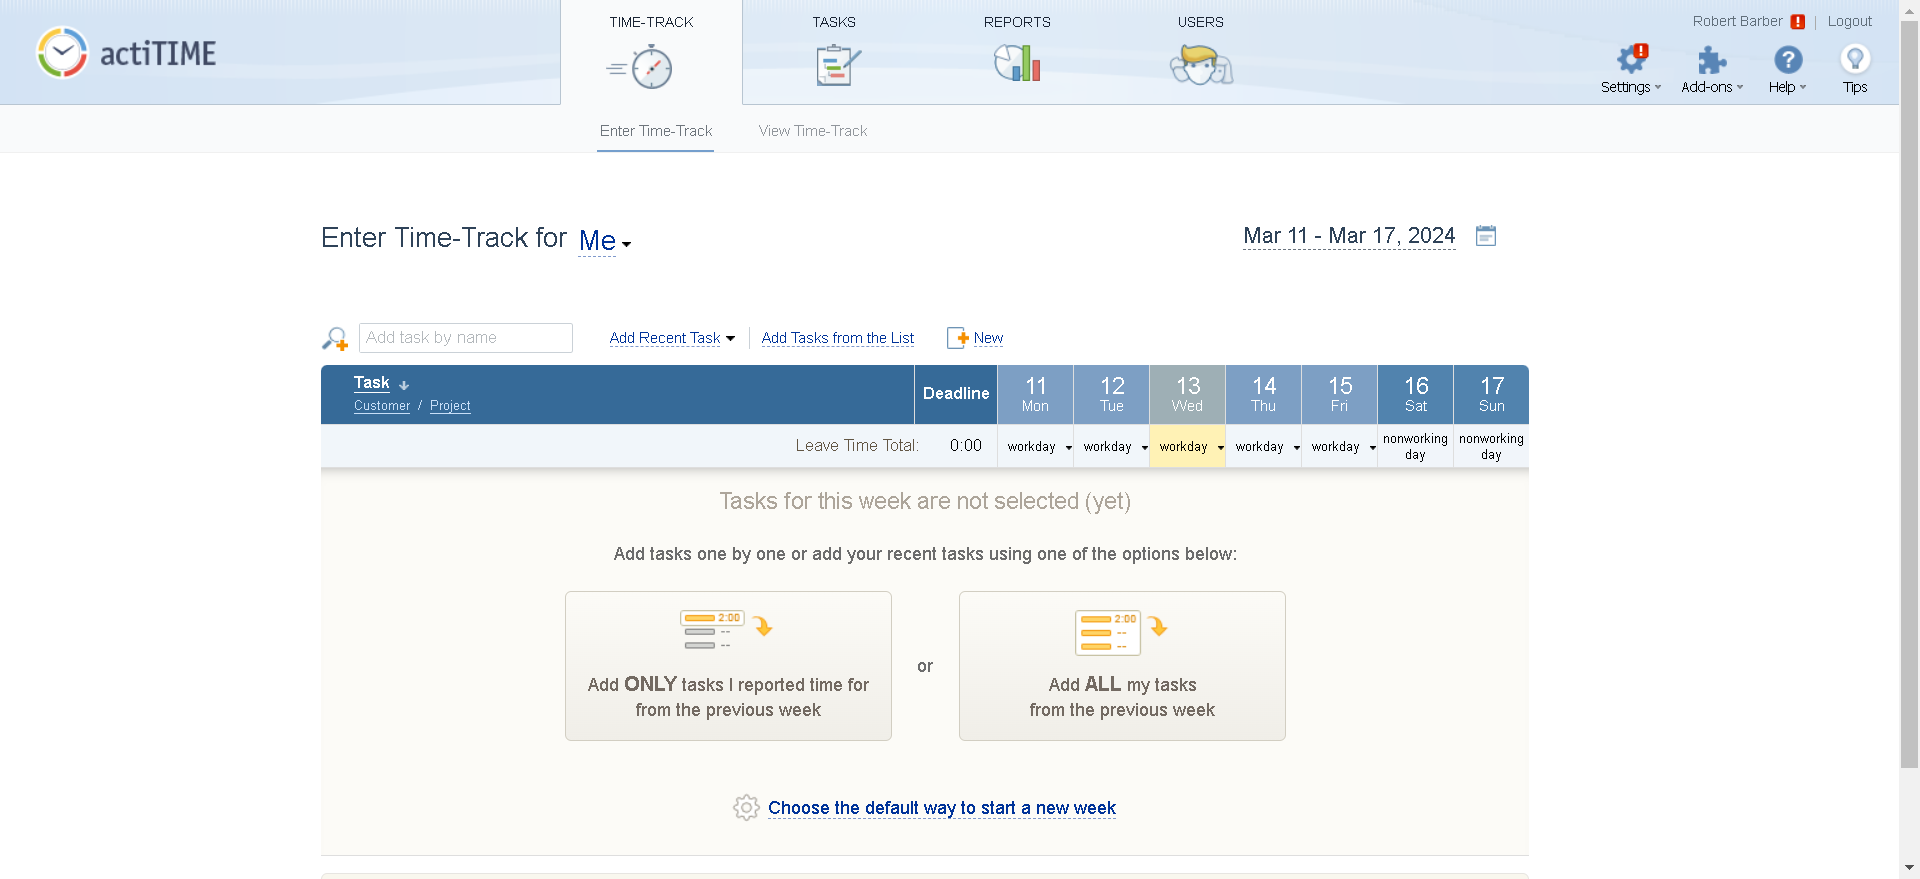 TIME-TRACK
TASKS
REPORTS
USERS
Robert Barber
Logout
actiTIME
Settings
Add-ons
Help
Tips
Enter Time-Track
View Time-Track
Enter Time-Track for Me
Mar 11 - Mar 17, 2024
Add task by name
Add Recent Task
Add Tasks from the List
New
Task
Customer / Project
Deadline
11 Mon
12 Tue
13 Wed
14 Thu
15 Fri
16 Sat
17 Sun
Leave Time Total: 0:00
workday
workday
workday
workday
workday
nonworking day
nonworking day
Tasks for this week are not selected (yet)
Add tasks one by one or add your recent tasks using one of the options below:
2:00
Add ONLY tasks I reported time for
from the previous week
or
2:00
Add ALL my tasks
from the previous week
Choose the default way to start a new week